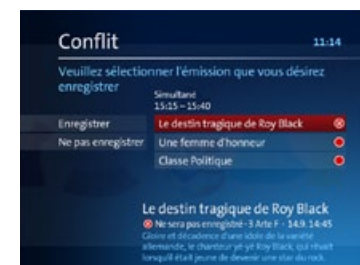 Conflit 11:14
Veuillez sélectionner l'émission que vous désirez
enregistrer
Simultané
15:15 – 15:40
Enregistrer Le destin tragique de Roy Black
Ne pas enregistrer Une femme d'honneur
Classe Politique
Le destin tragique de Roy Black
Ne sera pas enregistré - 3 Arte F - 14.9. 14:45
Gloire et décadence d'une idole de la variété
allemande, le chanteur yé-yé Roy Black, qui rêvait
lorsqu'il était jeune de devenir une star du rock.